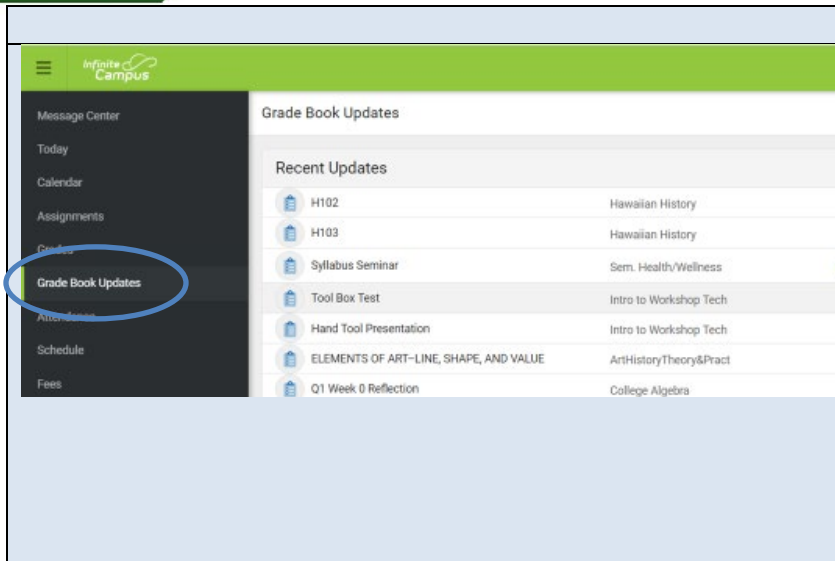 Infinite Campus
Message Center
Today
Calendar
Assignments
Grades
Grade Book Updates
Attendance
Schedule
Fees
Grade Book Updates
Recent Updates
H102 Hawaiian History
H103 Hawaiian History
Syllabus Seminar Sem. Health/Wellness
Tool Box Test Intro to Workshop Tech
Hand Tool Presentation Intro to Workshop Tech
ELEMENTS OF ART–LINE, SHAPE, AND VALUE ArtHistoryTheory&Pract
Q1 Week 0 Reflection College Algebra